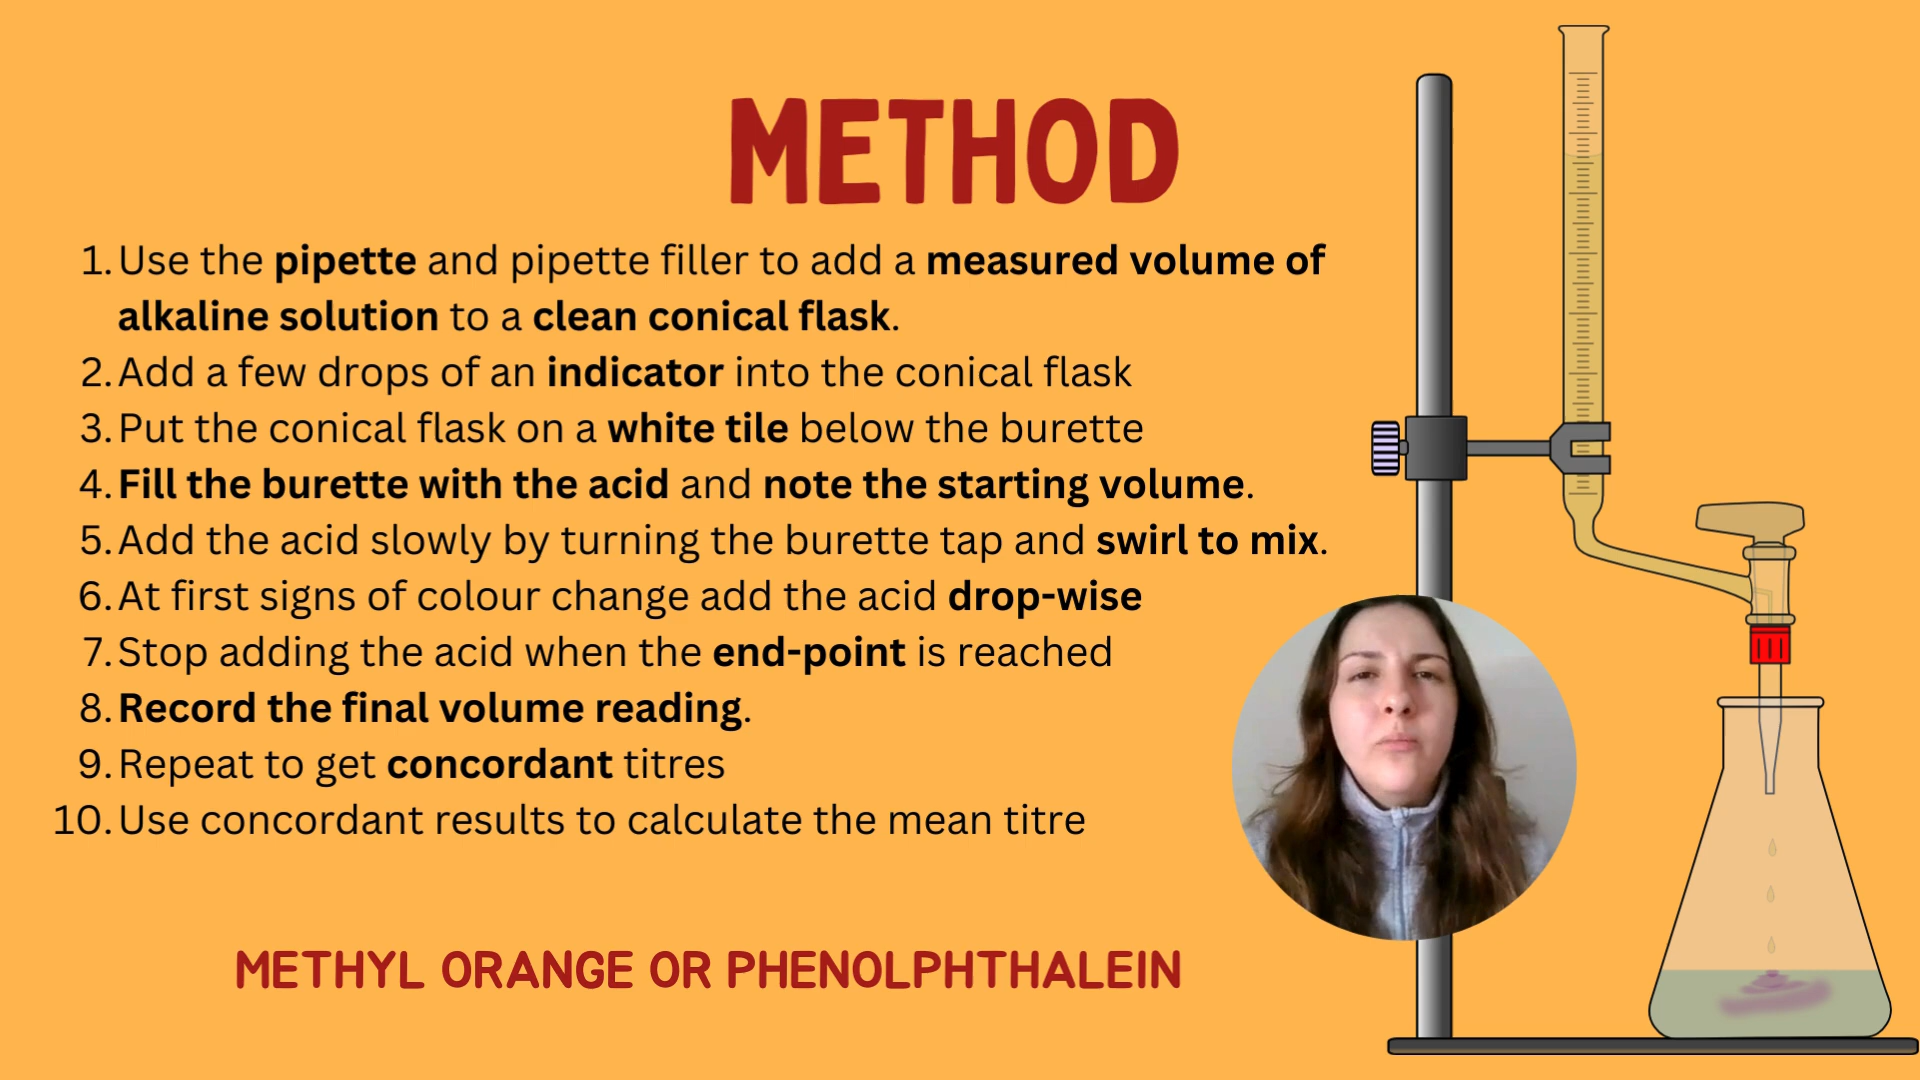 METHOD
1. Use the pipette and pipette filler to add a measured volume of
alkaline solution to a clean conical flask.
2. Add a few drops of an indicator into the conical flask
3. Put the conical flask on a white tile below the burette
4. Fill the burette with the acid and note the starting volume.
5. Add the acid slowly by turning the burette tap and swirl to mix.
6. At first signs of colour change add the acid drop-wise
7. Stop adding the acid when the end-point is reached
8. Record the final volume reading.
9. Repeat to get concordant titres
10. Use concordant results to calculate the mean titre
METHYL ORANGE OR PHENOLPHTHALEIN